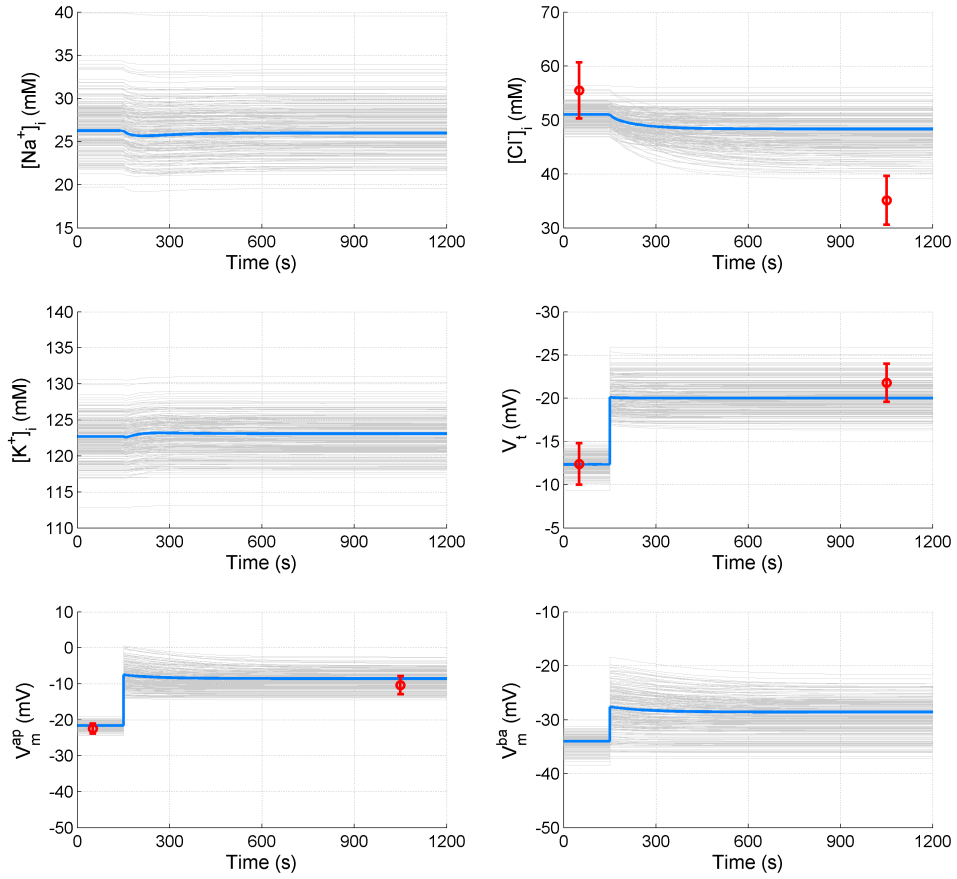 40
35
30
25
20
15
[Na⁺]ᵢ (mM)
0 300 600 900 1200
Time (s)
70
60
50
40
30
[Cl⁻]ᵢ (mM)
0 300 600 900 1200
Time (s)
140
135
130
125
120
115
110
[K⁺]ᵢ (mM)
0 300 600 900 1200
Time (s)
-30
-25
-20
-15
-10
-5
Vₜ (mV)
0 300 600 900 1200
Time (s)
10
0
-10
-20
-30
-40
-50
Vₘᵃᵖ (mV)
0 300 600 900 1200
Time (s)
-10
-20
-30
-40
-50
Vₘᵇᵃ (mV)
0 300 600 900 1200
Time (s)